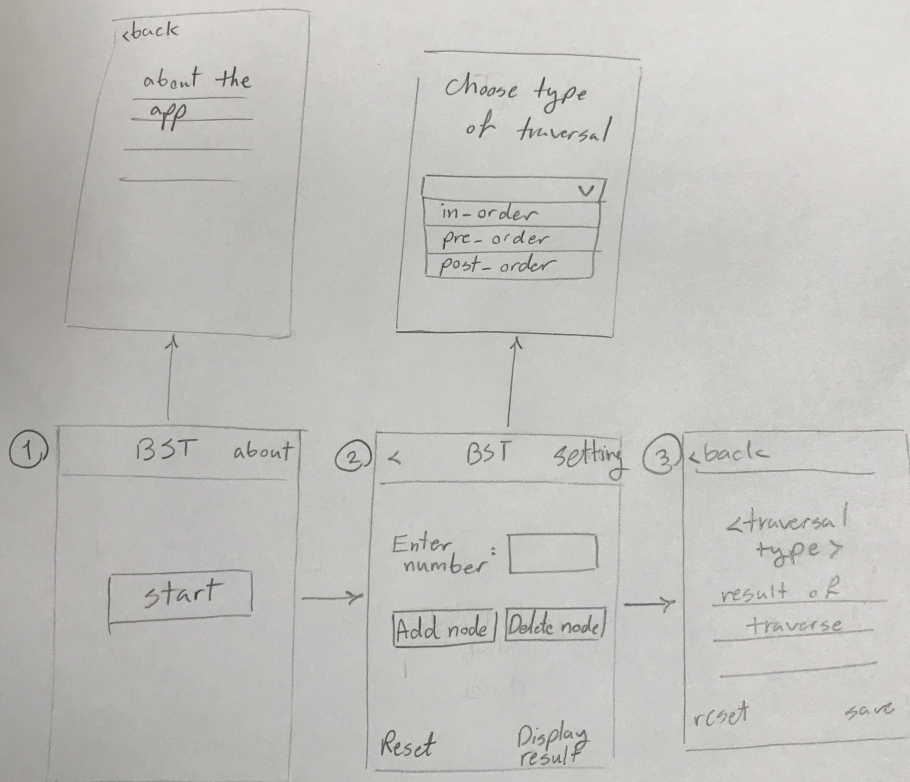 <back
about the
app
Choose type
of traversal
V
in-order
pre-order
post-order
1
BST about
start
2
< BST setting
Enter
number:
Add node Delete node
Reset
Display
result
3
<back
<traversal
type>
result of
traverse
reset save